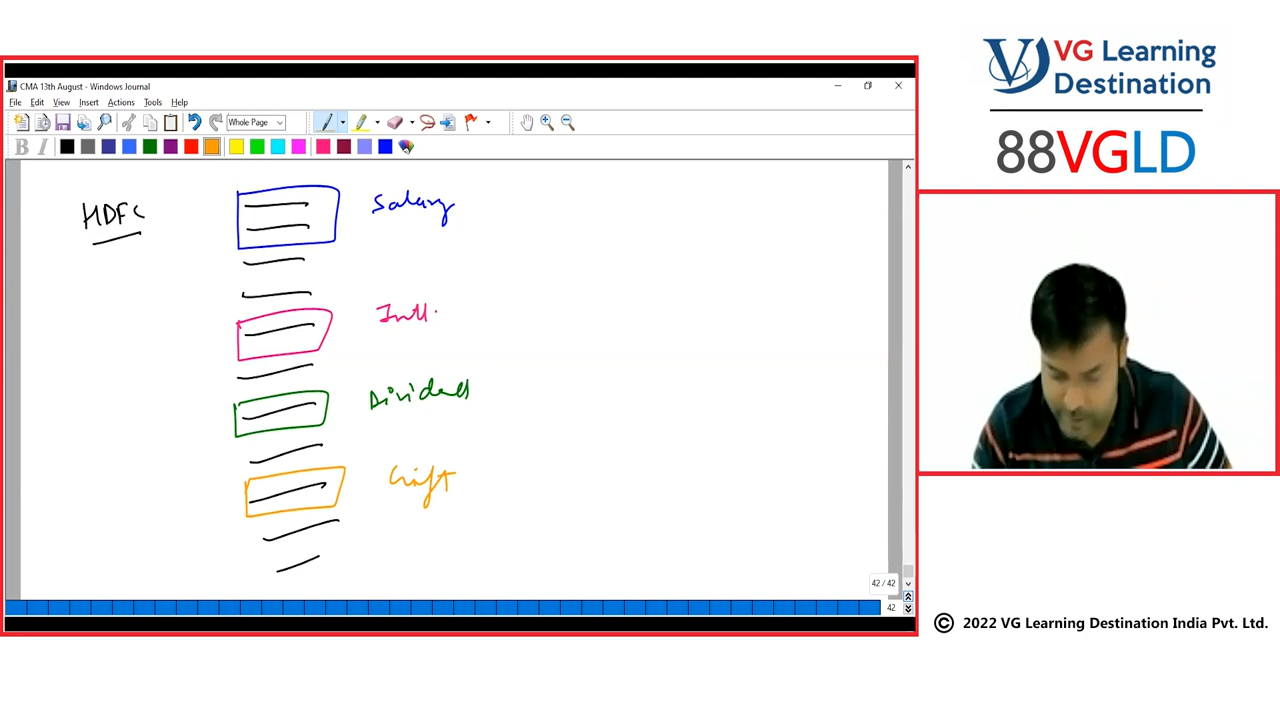 CMA 13th August - Windows Journal
File Edit View Insert Actions Tools Help
Whole Page
B I
HDFC
Salary
Intt.
Dividend
Gift
42 / 42
42
VG Learning
Destination
88VGLD
© 2022 VG Learning Destination India Pvt. Ltd.